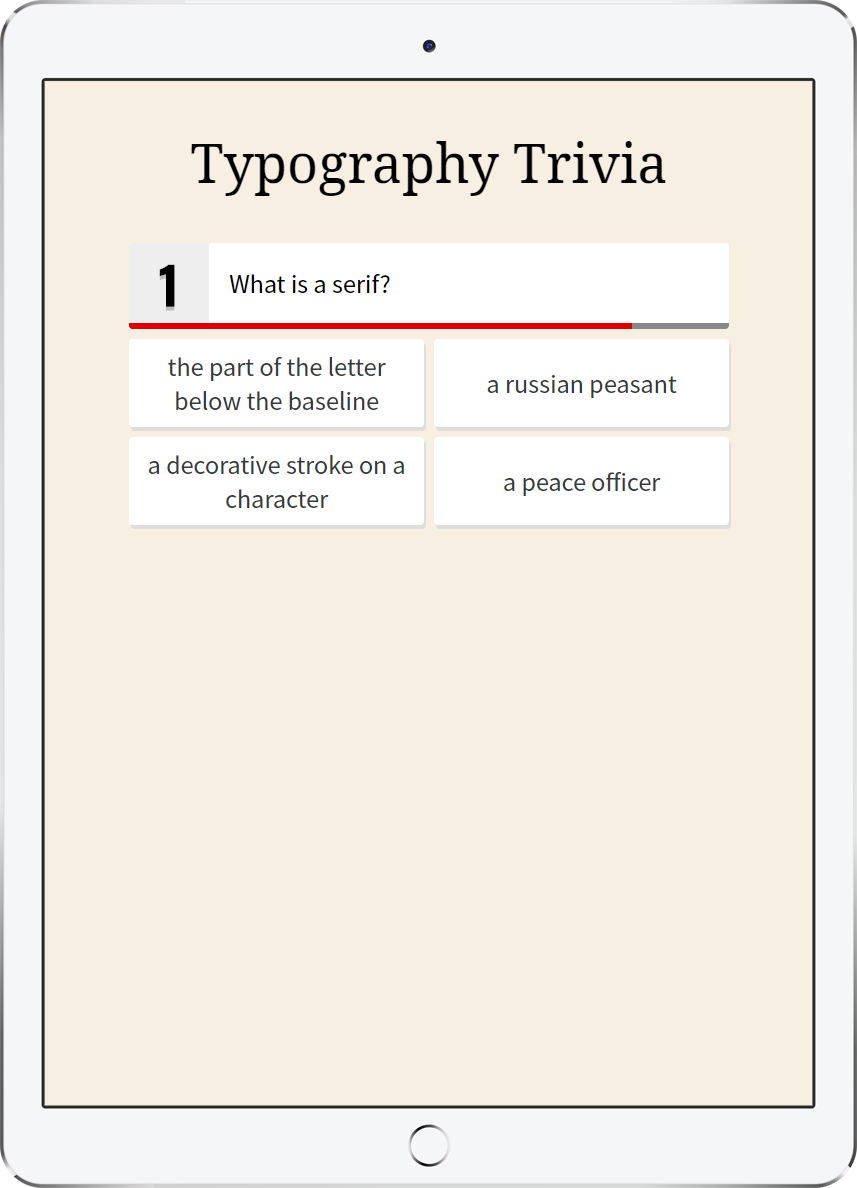 Typography Trivia
1
What is a serif?
the part of the letter
below the baseline
a russian peasant
a decorative stroke on a
character
a peace officer